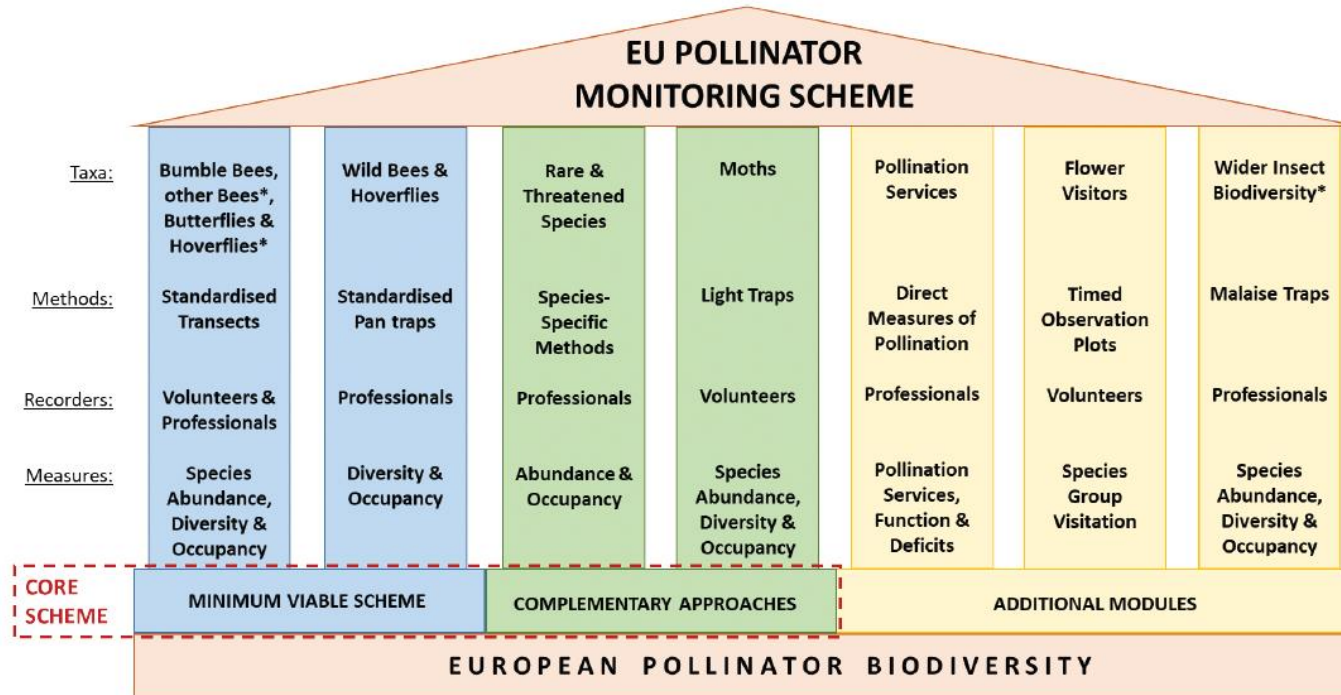 EU POLLINATOR
MONITORING SCHEME
Taxa:
Bumble Bees,
other Bees*,
Butterflies &
Hoverflies*
Wild Bees &
Hoverflies
Rare &
Threatened
Species
Moths
Pollination
Services
Flower
Visitors
Wider Insect
Biodiversity*
Methods:
Standardised
Transects
Standardised
Pan traps
Species-
Specific
Methods
Light Traps
Direct
Measures of
Pollination
Timed
Observation
Plots
Malaise Traps
Recorders:
Volunteers &
Professionals
Professionals
Professionals
Volunteers
Professionals
Volunteers
Professionals
Measures:
Species
Abundance,
Diversity &
Occupancy
Diversity &
Occupancy
Abundance &
Occupancy
Species
Abundance,
Diversity &
Occupancy
Pollination
Services,
Function &
Deficits
Species
Group
Visitation
Species
Abundance,
Diversity &
Occupancy
CORE
SCHEME
MINIMUM VIABLE SCHEME
COMPLEMENTARY APPROACHES
ADDITIONAL MODULES
EUROPEAN POLLINATOR BIODIVERSITY